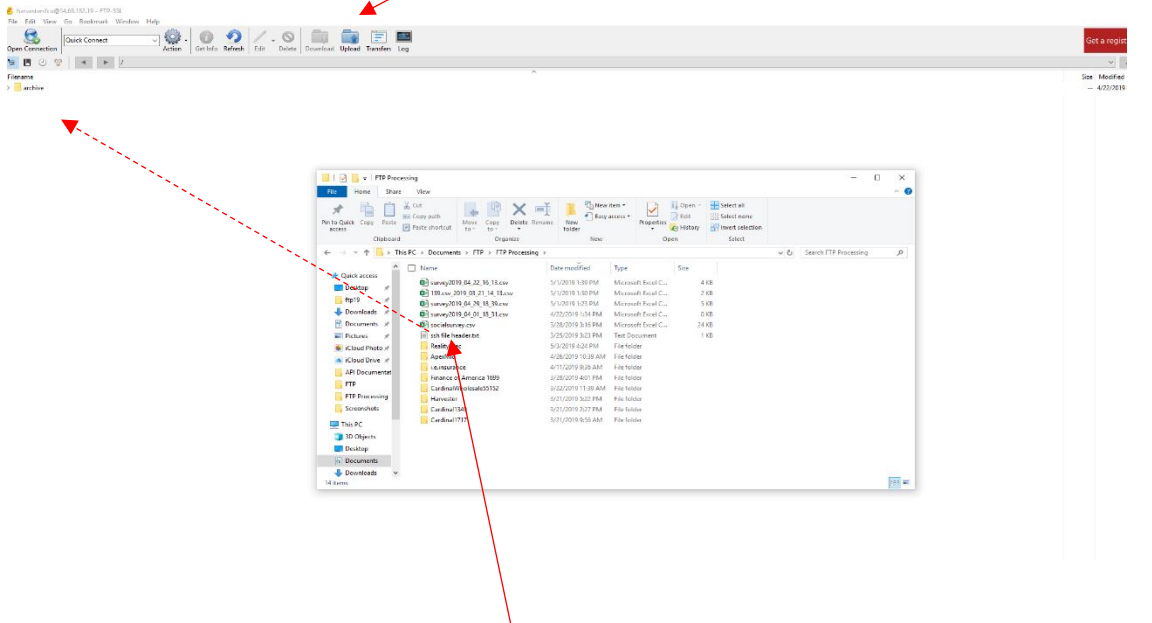 File Edit View Go Bookmark Window Help
Open Connection Quick Connect Action Get Info Refresh Edit Delete Download Upload Transfers Log
Get a regist
/
Filename Size Modified
archive -- 4/22/2019
FTP Processing
File Home Share View
Pin to Quick access Copy Paste Cut Copy path Paste shortcut Move to Copy to Delete Rename New folder New item Easy access Properties Open Edit History Select all Select none Invert selection
Clipboard Organize New Open Select
This PC Documents FTP FTP Processing Search FTP Processing
Name Date modified Type Size
Quick access
Desktop survey2019_04_22_16_13.csv 5/1/2019 1:39 PM Microsoft Excel C... 4 KB
ftp19 5/1/2019 1:30 PM Microsoft Excel C... 2 KB
Downloads survey2019_04_29_18_39.csv 5/1/2019 1:23 PM Microsoft Excel C... 5 KB
Documents survey2019_04_01_18_31.csv 4/22/2019 1:54 PM Microsoft Excel C... 0 KB
Pictures socialsurvey.csv 3/28/2019 3:36 PM Microsoft Excel C... 24 KB
iCloud Photo ssh file header.txt 3/25/2019 3:23 PM Text Document 1 KB
iCloud Drive 5/3/2019 4:24 PM File folder
API Documentat 4/26/2019 10:39 AM File folder
FTP 4/11/2019 9:36 AM File folder
FTP Processing Finance of America 1899 3/28/2019 4:01 PM File folder
Screenshots 3/22/2019 11:39 AM File folder
Harvester 3/21/2019 3:22 PM File folder
This PC 3/21/2019 2:27 PM File folder
3D Objects 3/21/2019 9:50 AM File folder
Desktop
Documents
Downloads
14 items